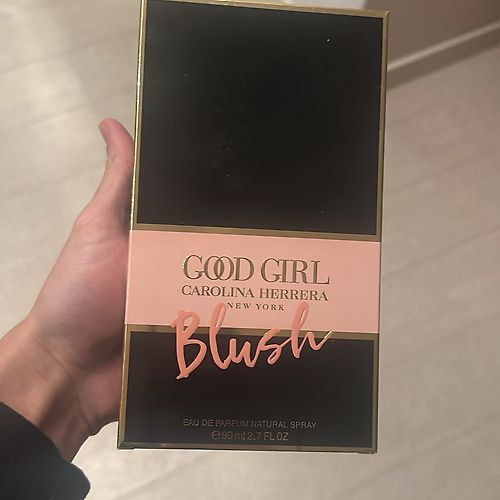 GOOD GIRL
CAROLINA HERRERA
NEW YORK
Blush
EAU DE PARFUM NATURAL SPRAY
℮80 ml 2.7 FL OZ